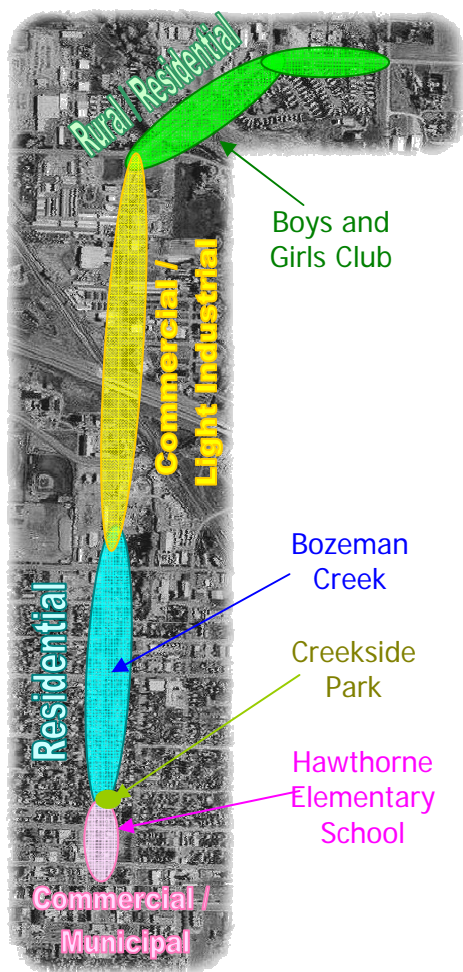 Rural / Residential
Boys and
Girls Club
Commercial /
Light Industrial
Bozeman
Creek
Residential
Creekside
Park
Hawthorne
Elementary
School
Commercial /
Municipal